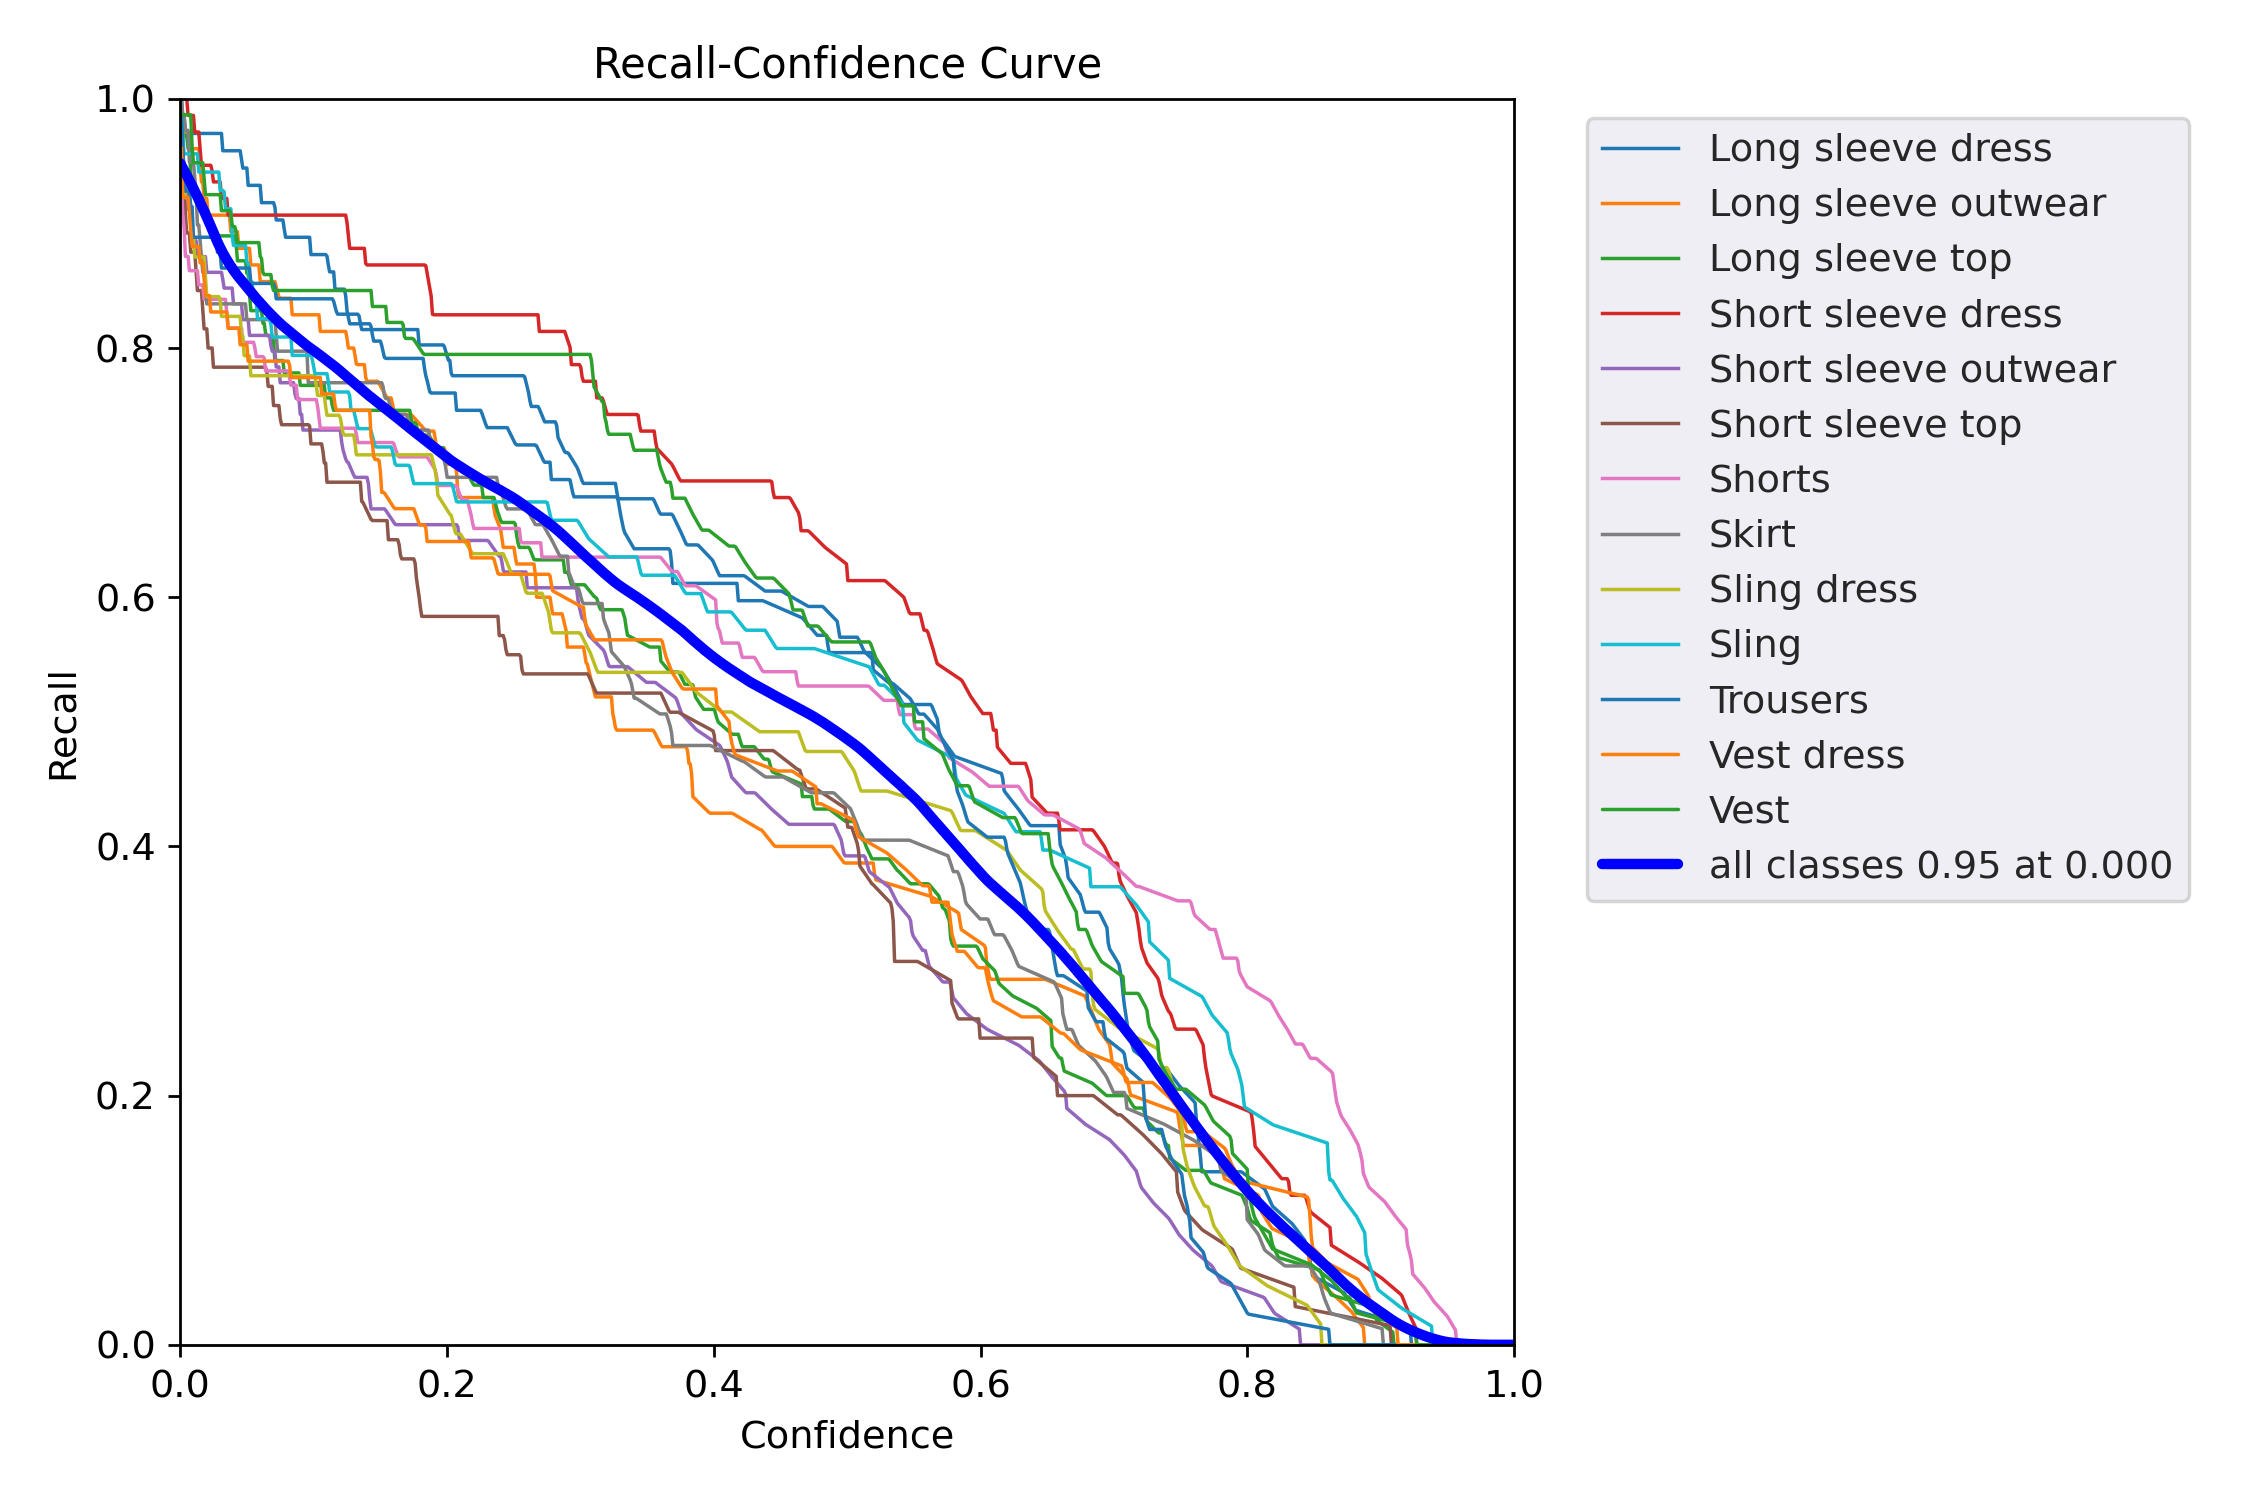 Recall-Confidence Curve
1.0
0.8
0.6
0.4
0.2
0.0
Recall
0.0 0.2 0.4 0.6 0.8 1.0
Confidence
Long sleeve dress
Long sleeve outwear
Long sleeve top
Short sleeve dress
Short sleeve outwear
Short sleeve top
Shorts
Skirt
Sling dress
Sling
Trousers
Vest dress
Vest
all classes 0.95 at 0.000